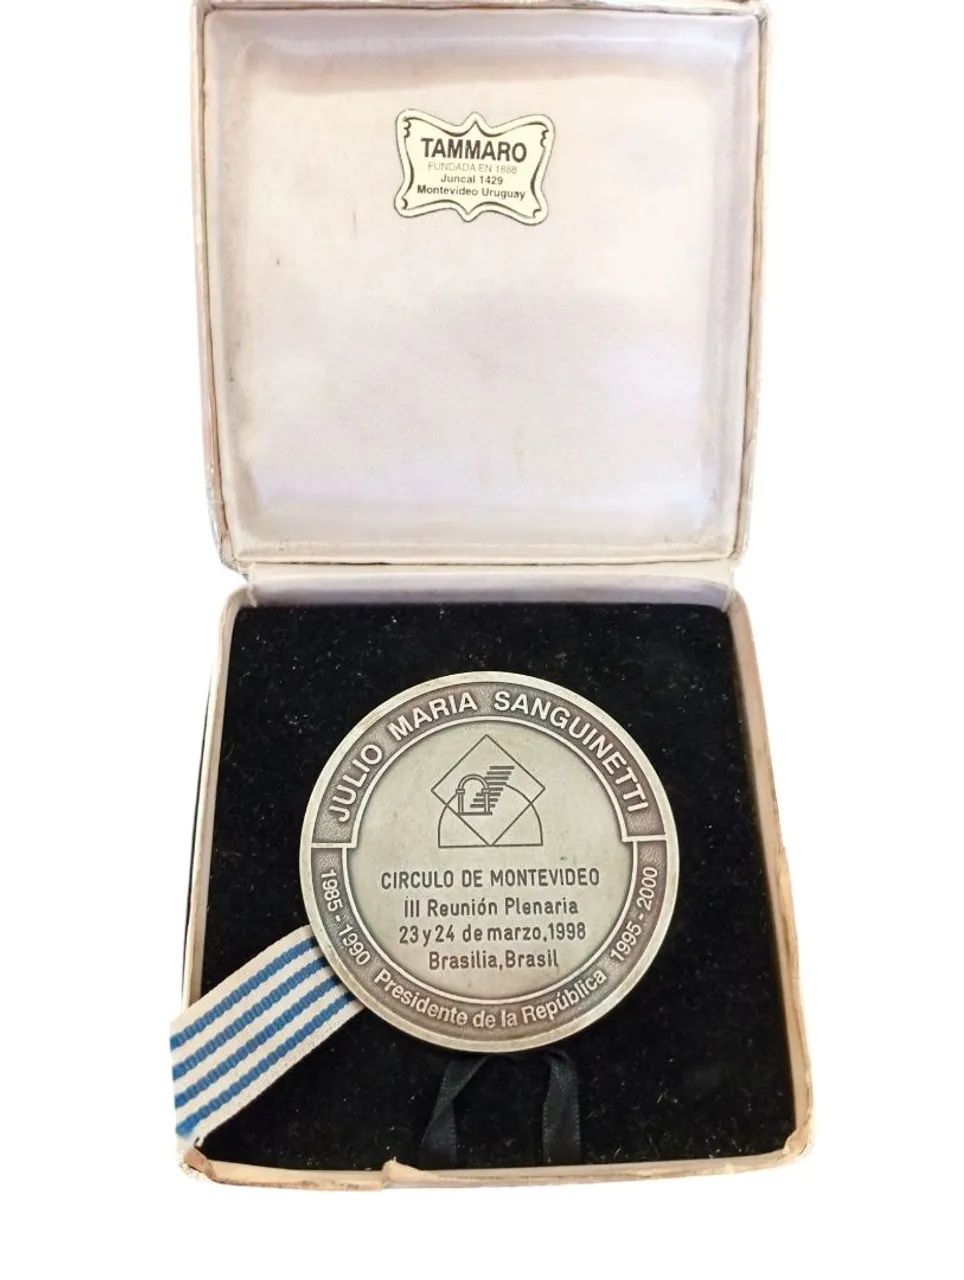 TAMMARO
FUNDADA EN 1888
Juncal 1429
Montevideo Uruguay
JULIO MARIA SANGUINETTI
CIRCULO DE MONTEVIDEO
III Reunión Plenaria
23 y 24 de marzo, 1998
Brasilia, Brasil
1985 - 1990 Presidente de la República 1995 - 2000